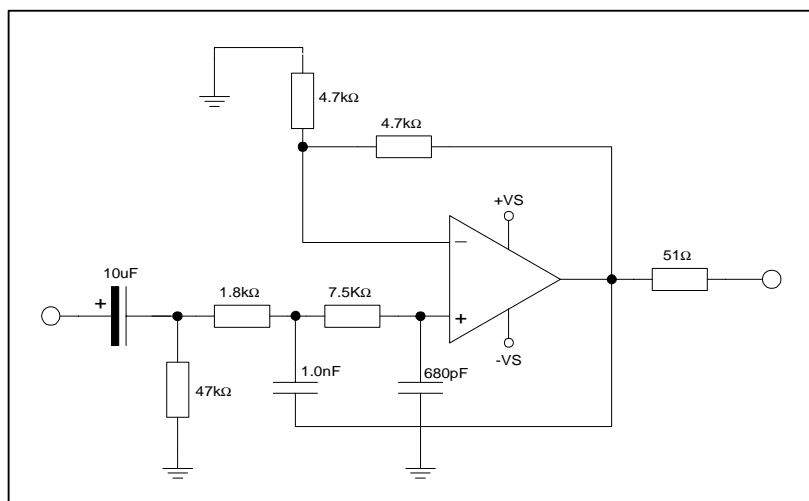 4.7kΩ
4.7kΩ
+VS
−
51Ω
10uF
+
1.8kΩ
7.5KΩ
+
-VS
1.0nF
680pF
47kΩ